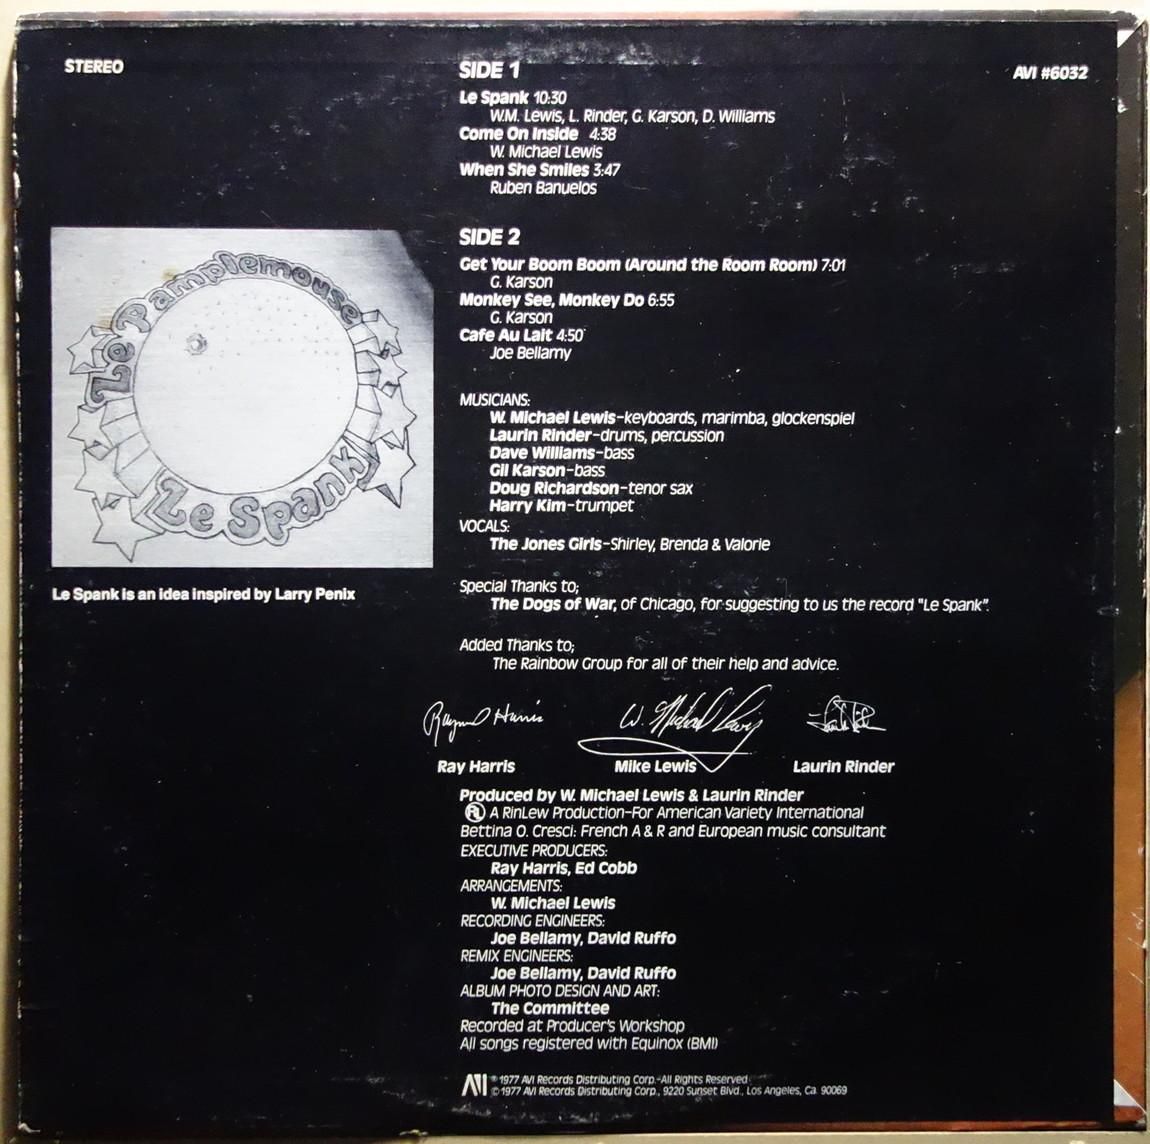 STEREO
AVI #6032
SIDE 1
Le Spank 10:30
W.M. Lewis, L. Rinder, G. Karson, D. Williams
Come On Inside 4:38
W. Michael Lewis
When She Smiles 3:47
Ruben Banuelos
SIDE 2
Get Your Boom Boom (Around the Room Room) 7:01
G. Karson
Monkey See, Monkey Do 6:55
G. Karson
Cafe Au Lait 4:50
Joe Bellamy
Le Pamplemouse
Le Spank
Le Spank is an idea inspired by Larry Penix
MUSICIANS:
W. Michael Lewis-keyboards, marimba, glockenspiel
Laurin Rinder-drums, percussion
Dave Williams-bass
Gil Karson-bass
Doug Richardson-tenor sax
Harry Kim-trumpet
VOCALS:
The Jones Girls-Shirley, Brenda & Valorie
Special Thanks to;
The Dogs of War, of Chicago, for suggesting to us the record "Le Spank".
Added Thanks to;
The Rainbow Group for all of their help and advice.
Raymond Harris W. Michael Lewis
Ray Harris Mike Lewis Laurin Rinder
Produced by W. Michael Lewis & Laurin Rinder
RL A RinLew Production-For American Variety International
Bettina O. Cresci: French A & R and European music consultant
EXECUTIVE PRODUCERS:
Ray Harris, Ed Cobb
ARRANGEMENTS:
W. Michael Lewis
RECORDING ENGINEERS:
Joe Bellamy, David Ruffo
REMIX ENGINEERS:
Joe Bellamy, David Ruffo
ALBUM PHOTO DESIGN AND ART:
The Committee
Recorded at Producer's Workshop
All songs registered with Equinox (BMI)
AVI ℗ 1977 AVI Records Distributing Corp.-All Rights Reserved
© 1977 AVI Records Distributing Corp., 9220 Sunset Blvd., Los Angeles, Ca. 90069